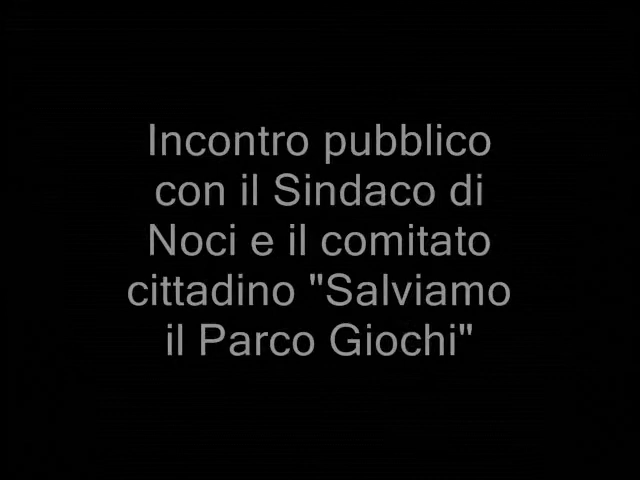 Incontro pubblico
con il Sindaco di
Noci e il comitato
cittadino "Salviamo
il Parco Giochi"